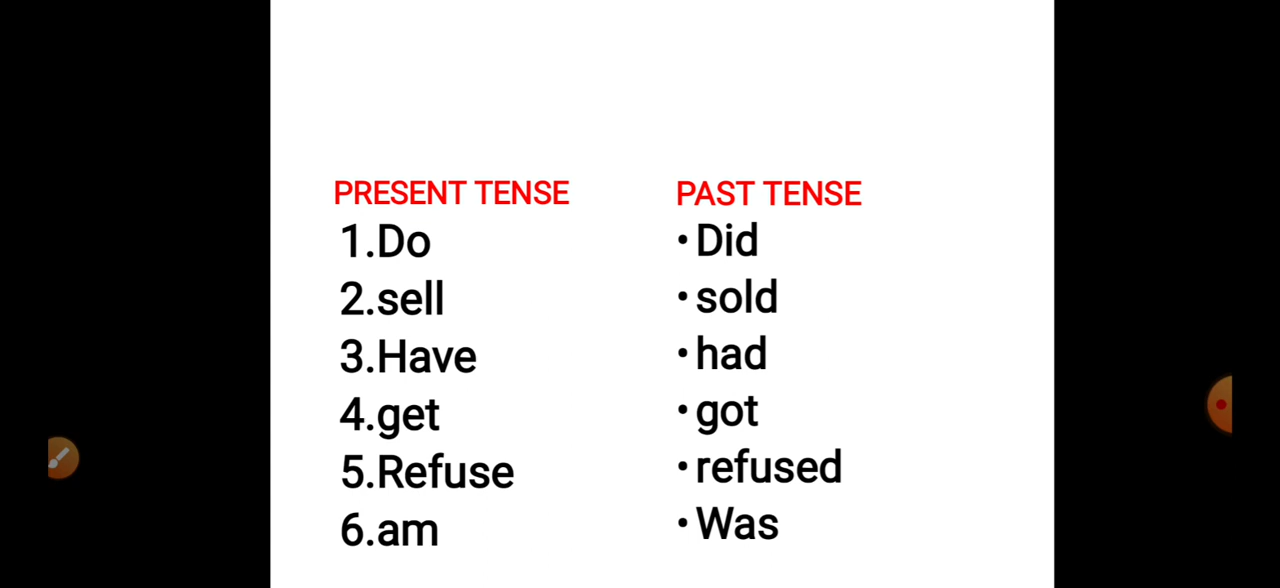 PRESENT TENSE PAST TENSE
1.Do • Did
2.sell • sold
3.Have • had
4.get • got
5.Refuse • refused
6.am • Was